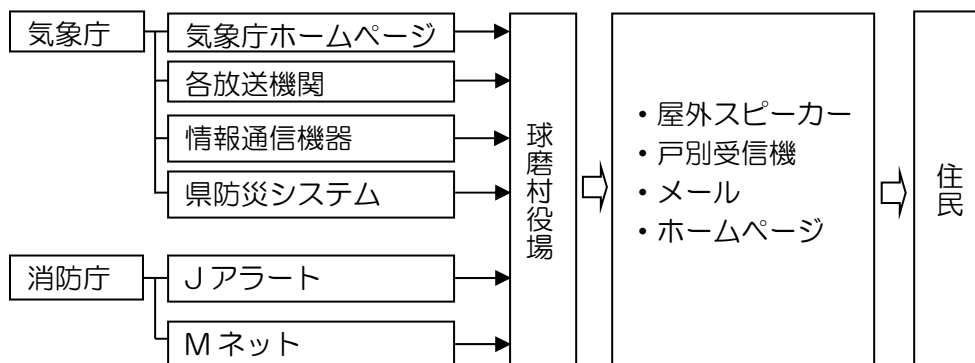 気象庁
気象庁ホームページ
各放送機関
情報通信機器
県防災システム
消防庁
Jアラート
Mネット
球磨村役場
・屋外スピーカー
・戸別受信機
・メール
・ホームページ
住民